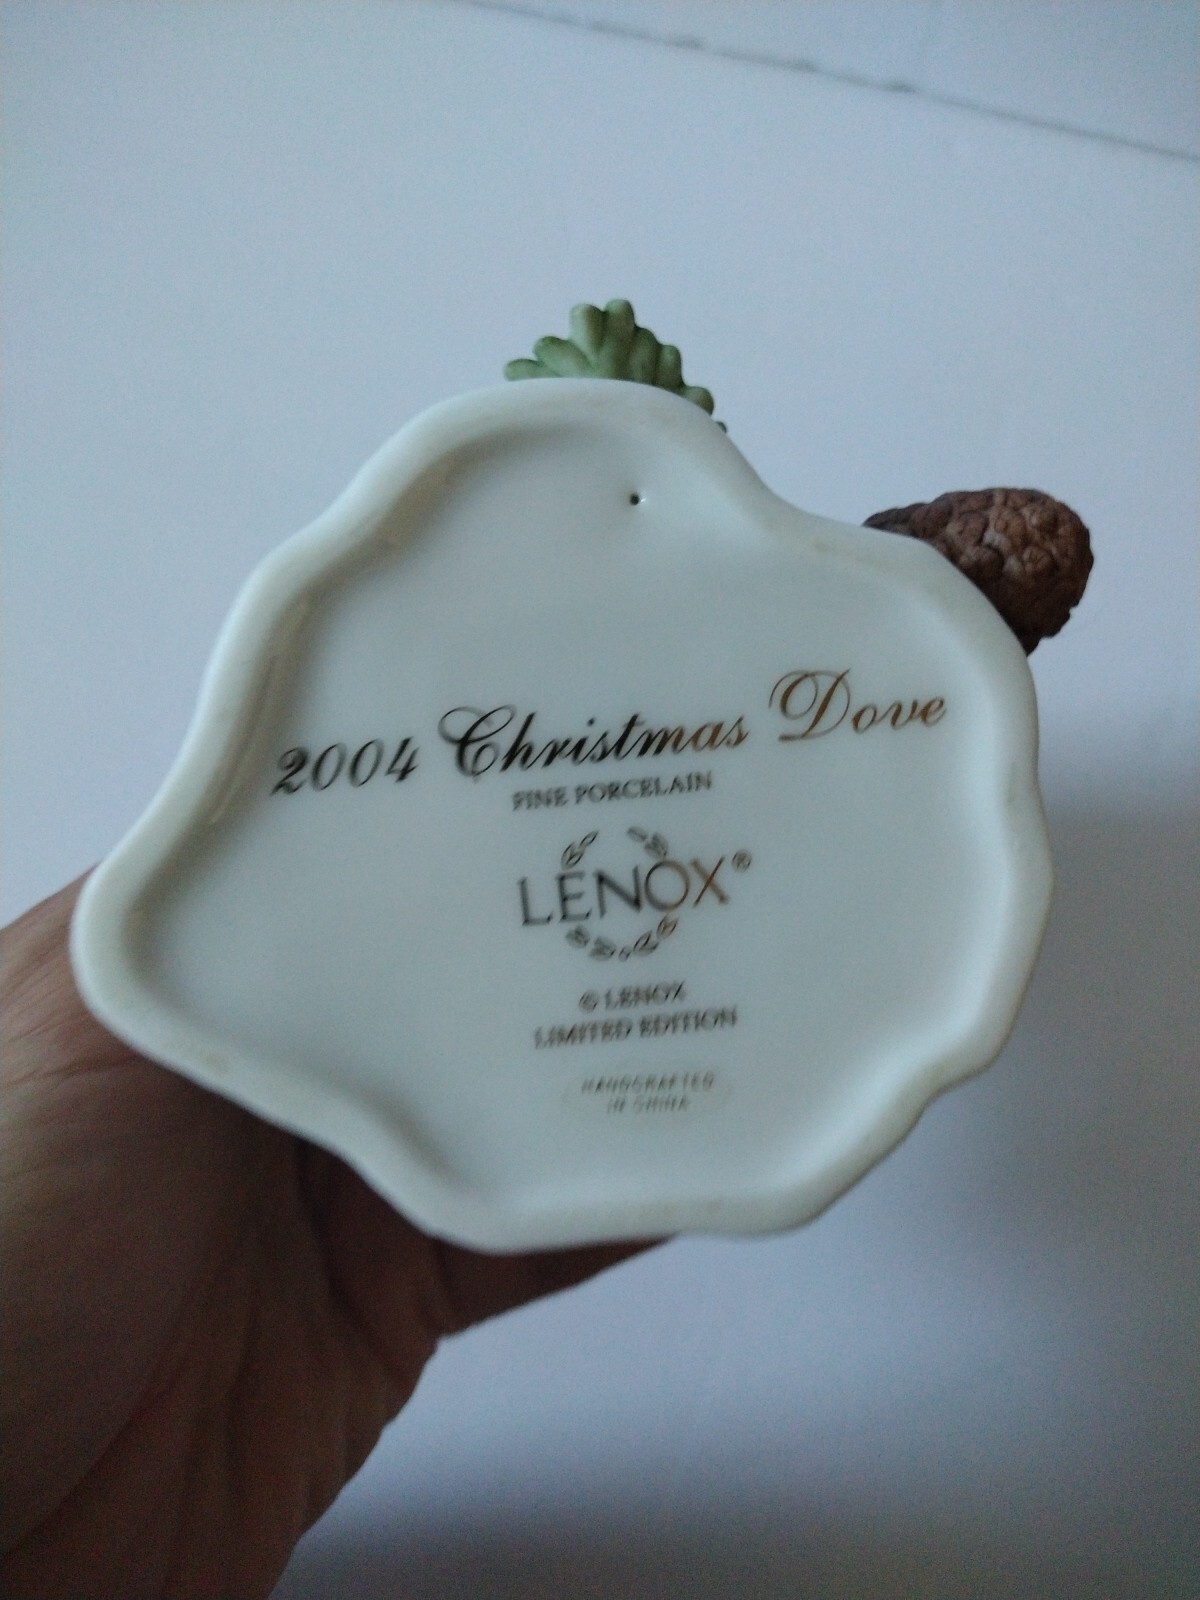 2004 Christmas Dove
FINE PORCELAIN
LENOX®
© LENOX
LIMITED EDITION
HANDCRAFTED
IN CHINA